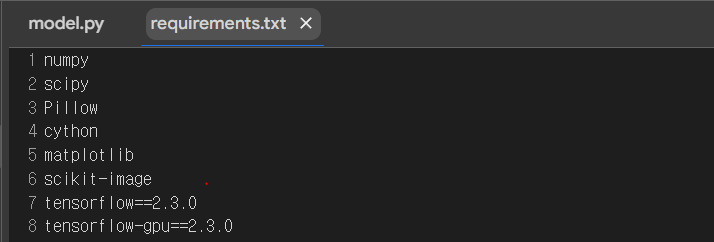 model.py requirements.txt ×
1 numpy
2 scipy
3 Pillow
4 cython
5 matplotlib
6 scikit-image
7 tensorflow==2.3.0
8 tensorflow-gpu==2.3.0